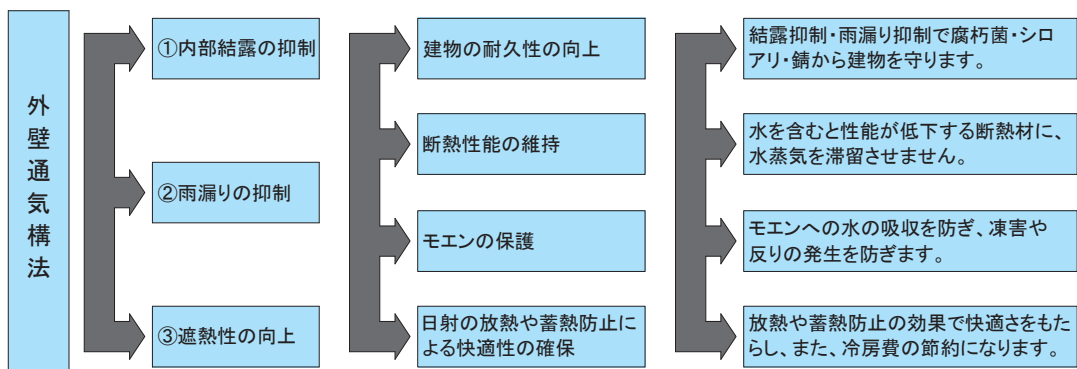 外壁通気構法
①内部結露の抑制
②雨漏りの抑制
③遮熱性の向上
建物の耐久性の向上
断熱性能の維持
モエンの保護
日射の放熱や蓄熱防止に
よる快適性の確保
結露抑制・雨漏り抑制で腐朽菌・シロ
アリ・錆から建物を守ります。
水を含むと性能が低下する断熱材に、
水蒸気を滞留させません。
モエンへの水の吸収を防ぎ、凍害や
反りの発生を防ぎます。
放熱や蓄熱防止の効果で快適さをもた
らし、また、冷房費の節約になります。